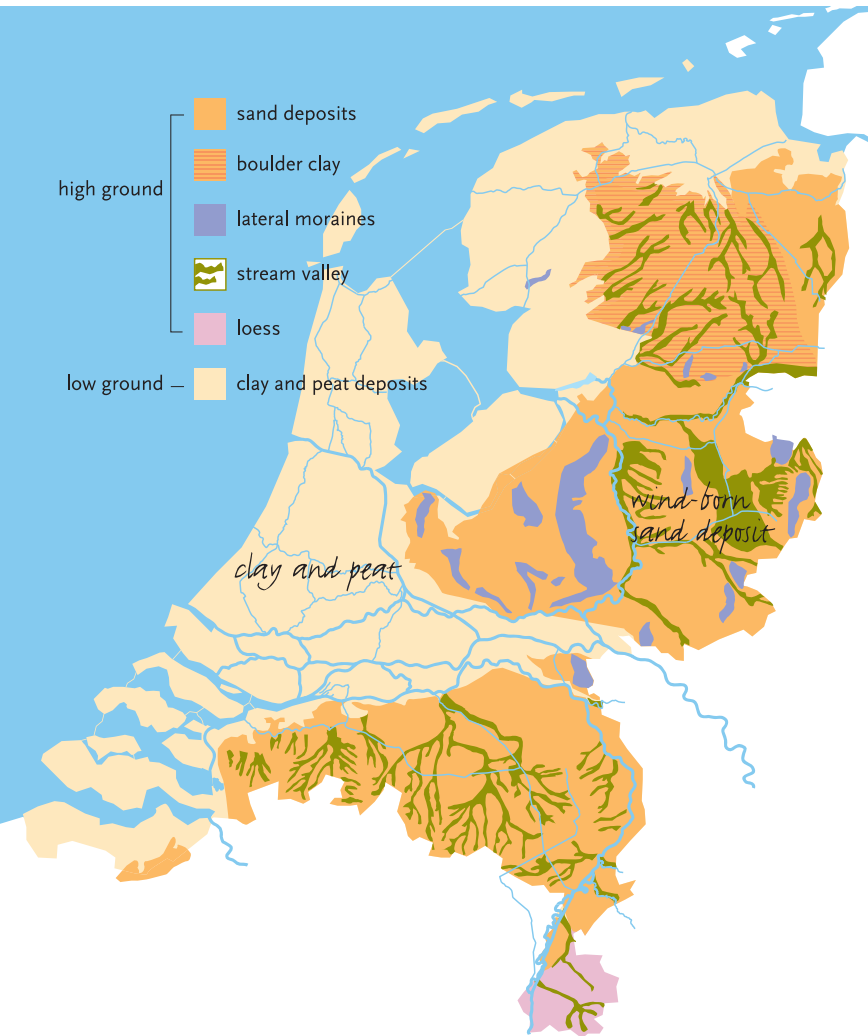 sand deposits
boulder clay
high ground
lateral moraines
stream valley
loess
low ground – clay and peat deposits
wind-born
sand deposit
clay and peat